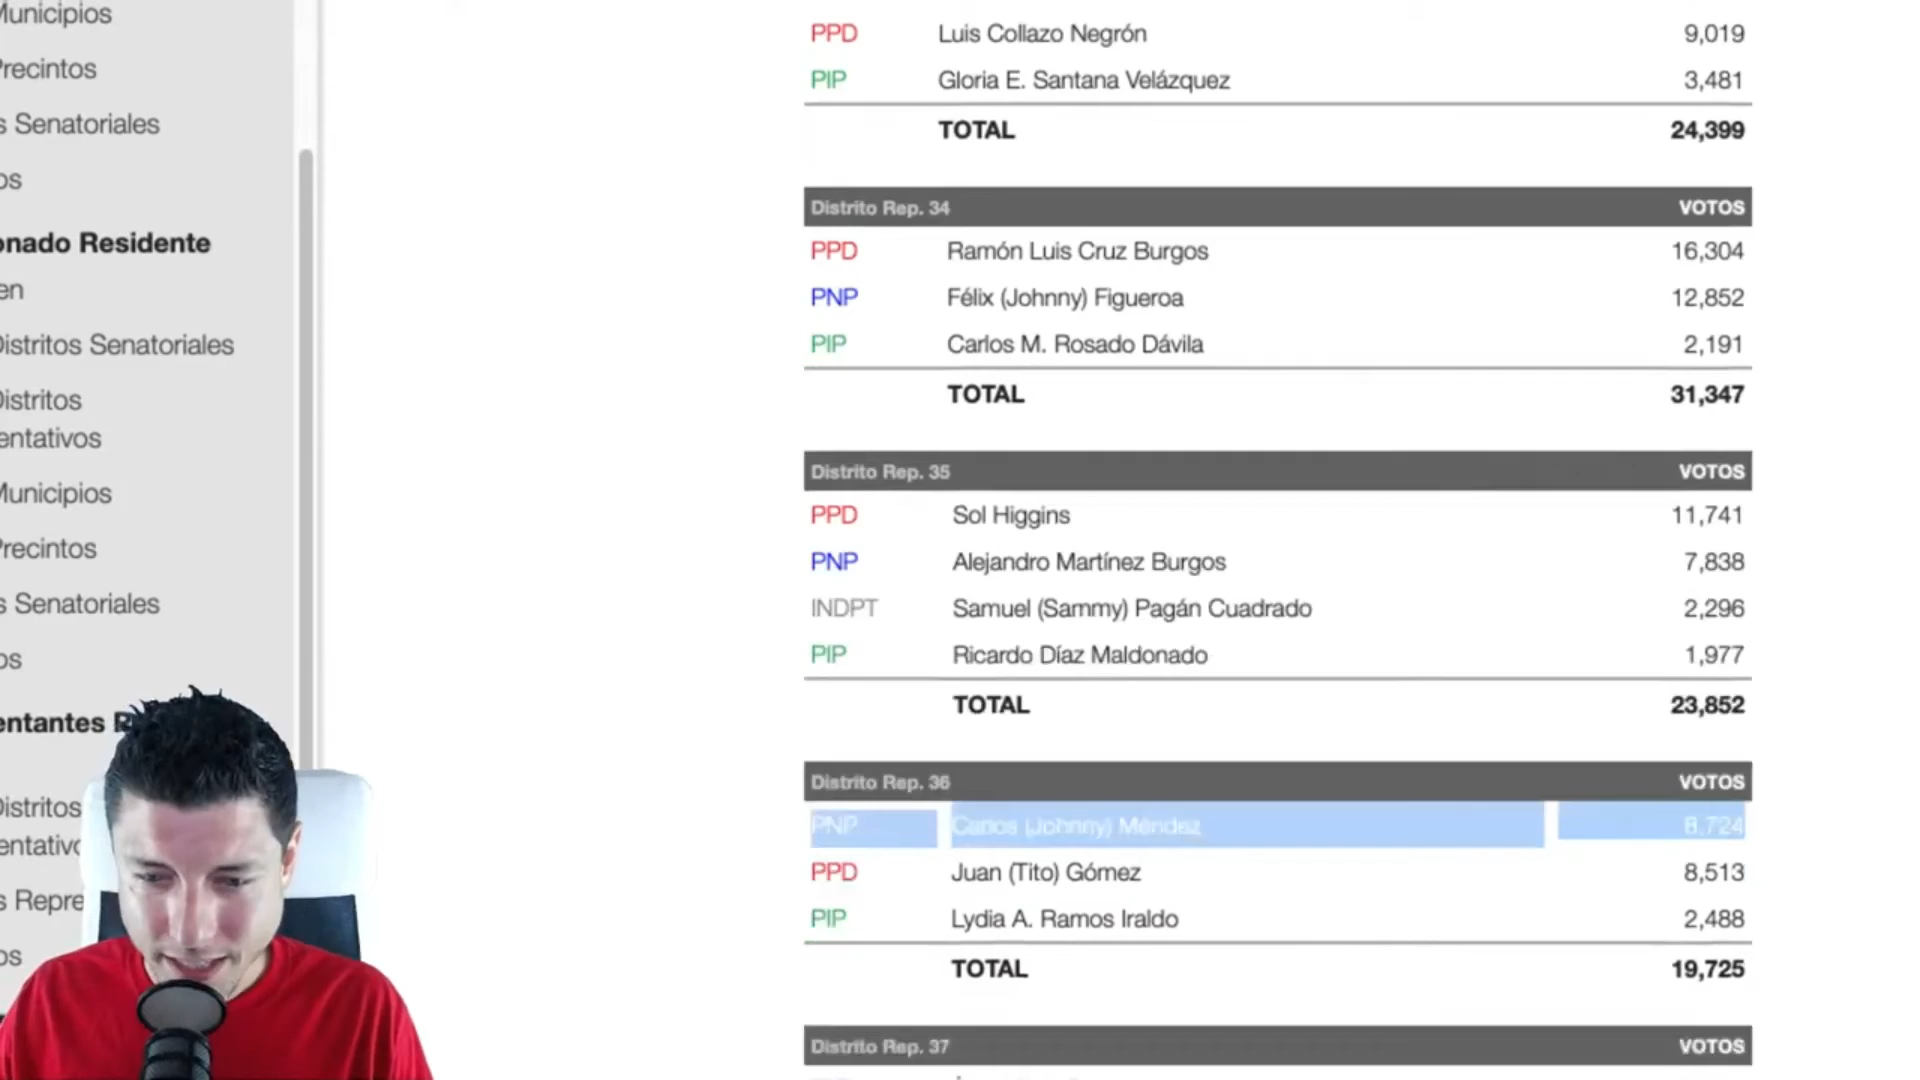 Municipios
Precintos
s Senatoriales
os
onado Residente
en
Distritos Senatoriales
Distritos
entativos
Municipios
Precintos
s Senatoriales
os
entantes R
Distritos
entativo
s Repre
os
PPD Luis Collazo Negrón 9,019
PIP Gloria E. Santana Velázquez 3,481
TOTAL 24,399
Distrito Rep. 34 VOTOS
PPD Ramón Luis Cruz Burgos 16,304
PNP Félix (Johnny) Figueroa 12,852
PIP Carlos M. Rosado Dávila 2,191
TOTAL 31,347
Distrito Rep. 35 VOTOS
PPD Sol Higgins 11,741
PNP Alejandro Martínez Burgos 7,838
INDPT Samuel (Sammy) Pagán Cuadrado 2,296
PIP Ricardo Díaz Maldonado 1,977
TOTAL 23,852
Distrito Rep. 36 VOTOS
PNP Carlos (Johnny) Méndez 8,724
PPD Juan (Tito) Gómez 8,513
PIP Lydia A. Ramos Iraldo 2,488
TOTAL 19,725
Distrito Rep. 37 VOTOS